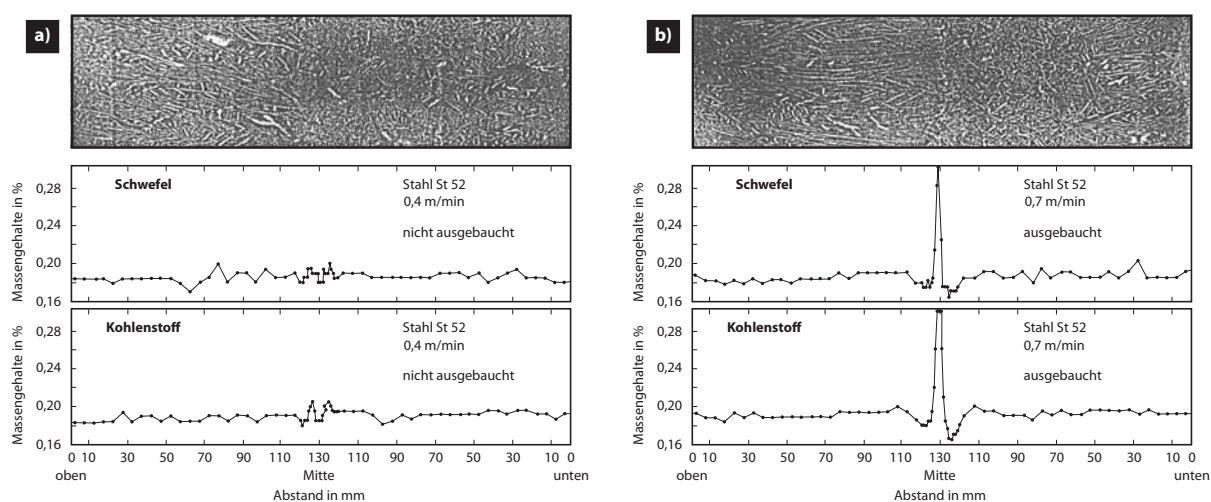 a)
Massengehalte in %
0,28
0,24
0,20
0,16
Schwefel
Stahl St 52
0,4 m/min
nicht ausgebaucht
Massengehalte in %
0,28
0,24
0,20
0,16
Kohlenstoff
Stahl St 52
0,4 m/min
nicht ausgebaucht
0 10 30 50 70 90 110 130 110 90 70 50 30 10 0
oben Mitte unten
Abstand in mm
b)
Massengehalte in %
0,28
0,24
0,20
0,16
Schwefel
Stahl St 52
0,7 m/min
ausgebaucht
Massengehalte in %
0,28
0,24
0,20
0,16
Kohlenstoff
Stahl St 52
0,7 m/min
ausgebaucht
0 10 30 50 70 90 110 130 110 90 70 50 30 10 0
oben Mitte unten
Abstand in mm